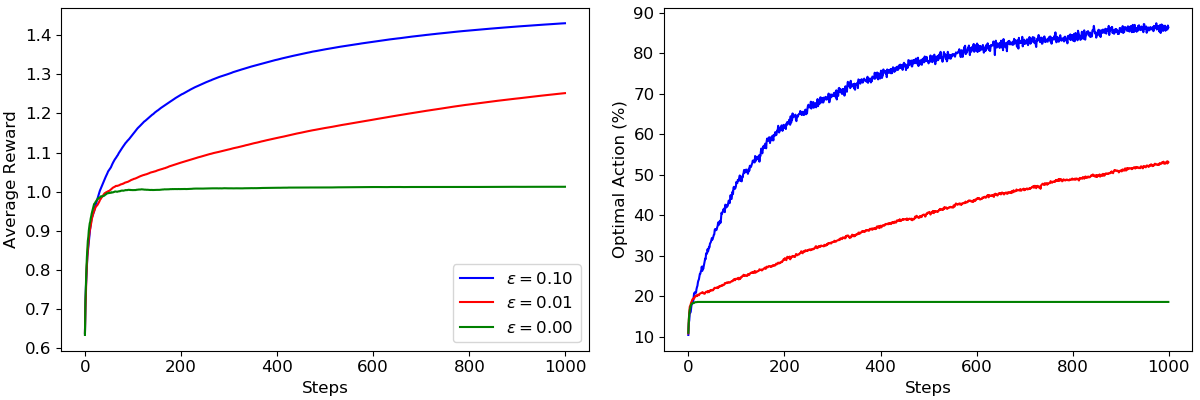 1.4
1.3
1.2
1.1
1.0
0.9
0.8
0.7
0.6
Average Reward
0 200 400 600 800 1000
Steps
ε = 0.10
ε = 0.01
ε = 0.00
90
80
70
60
50
40
30
20
10
Optimal Action (%)
0 200 400 600 800 1000
Steps